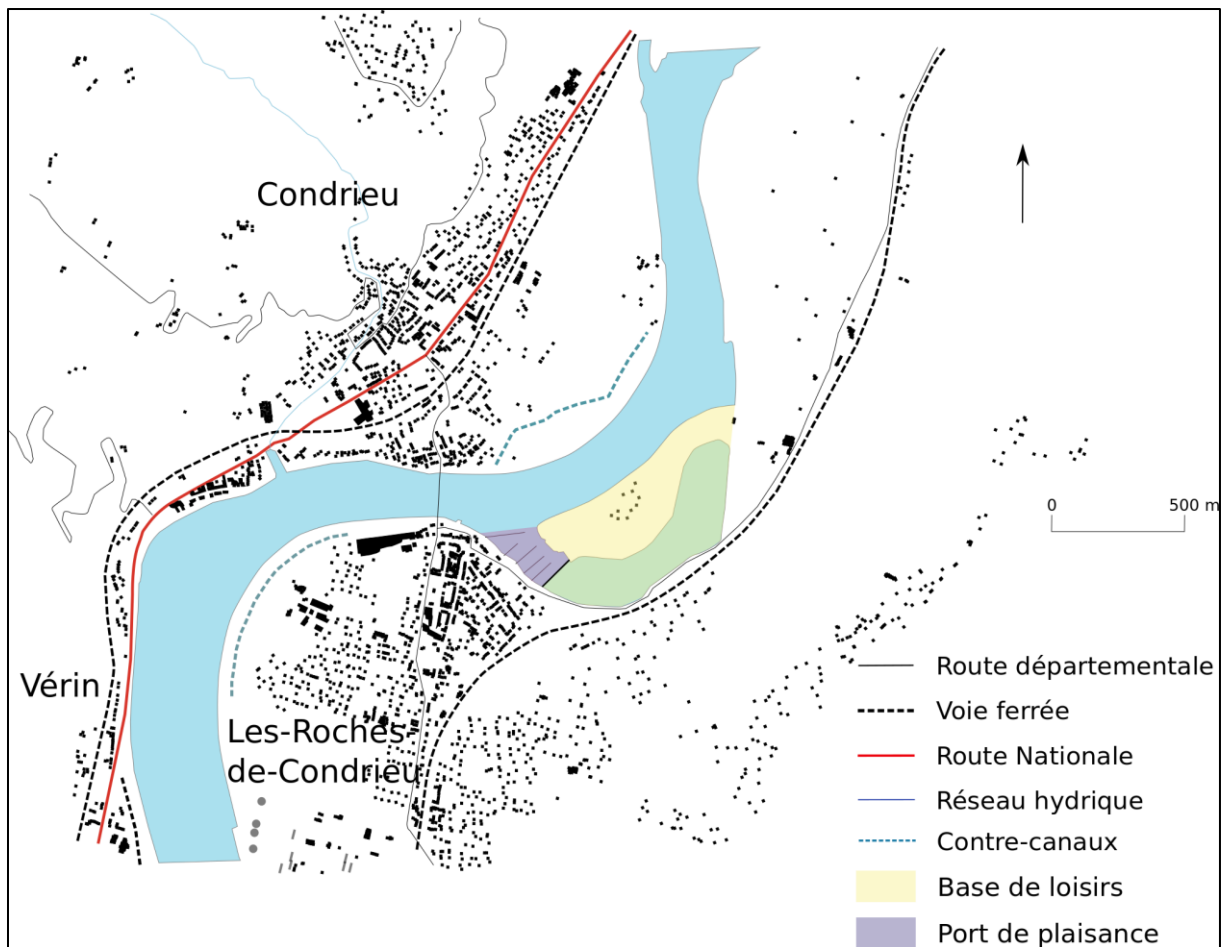 Condrieu
0 500 m
Vérin
Les-Roches-
de-Condrieu
Route départementale
Voie ferrée
Route Nationale
Réseau hydrique
Contre-canaux
Base de loisirs
Port de plaisance